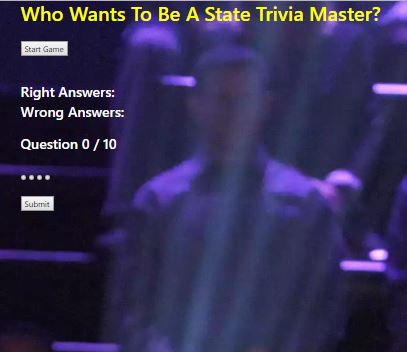 Who Wants To Be A State Trivia Master?
Start Game
Right Answers:
Wrong Answers:
Question 0 / 10
Submit